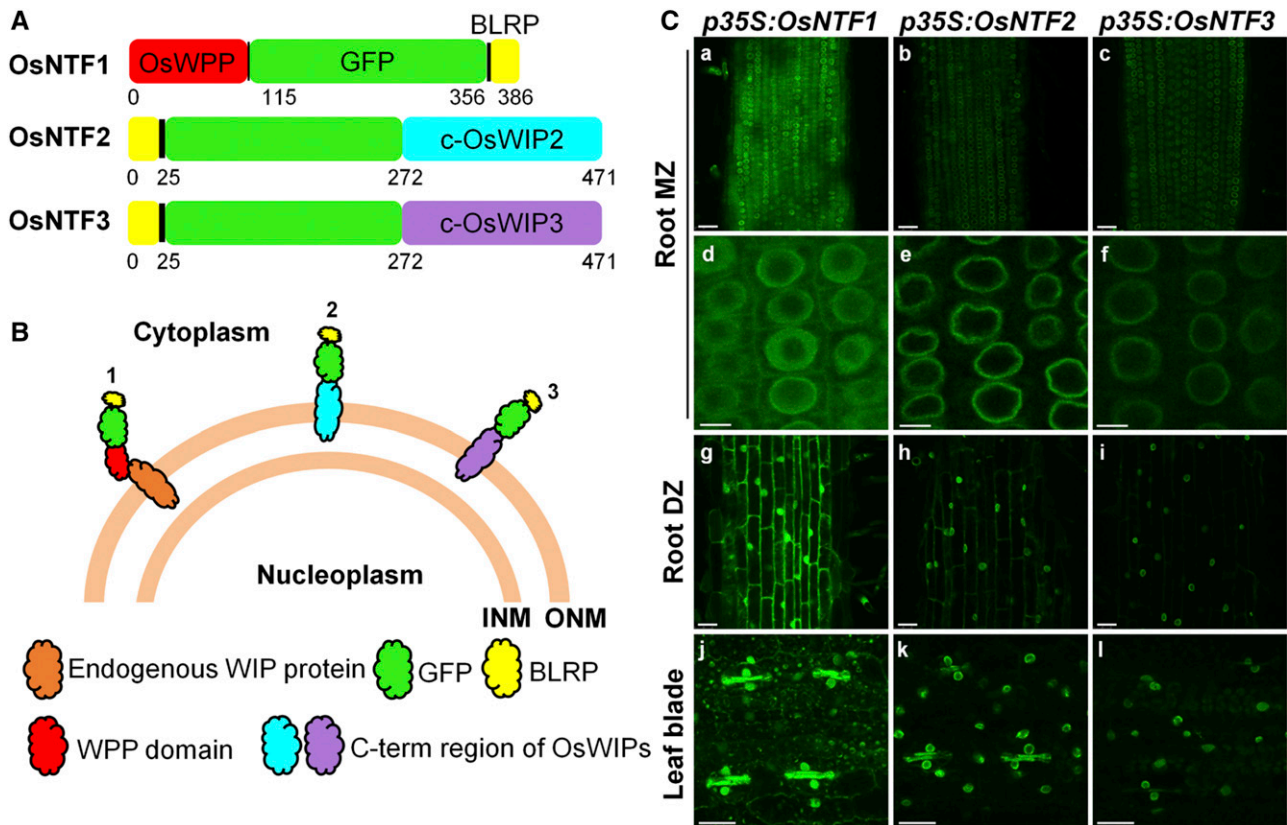 A
BLRP
OsNTF1 OsWPP GFP
0 115 356 386
OsNTF2 c-OsWIP2
0 25 272 471
OsNTF3 c-OsWIP3
0 25 272 471
B
Cytoplasm
1
2
3
Nucleoplasm
INM ONM
Endogenous WIP protein GFP BLRP
WPP domain C-term region of OsWIPs
C
p35S:OsNTF1 p35S:OsNTF2 p35S:OsNTF3
Root MZ
a b c
d e f
Root DZ
g h i
Leaf blade
j k l